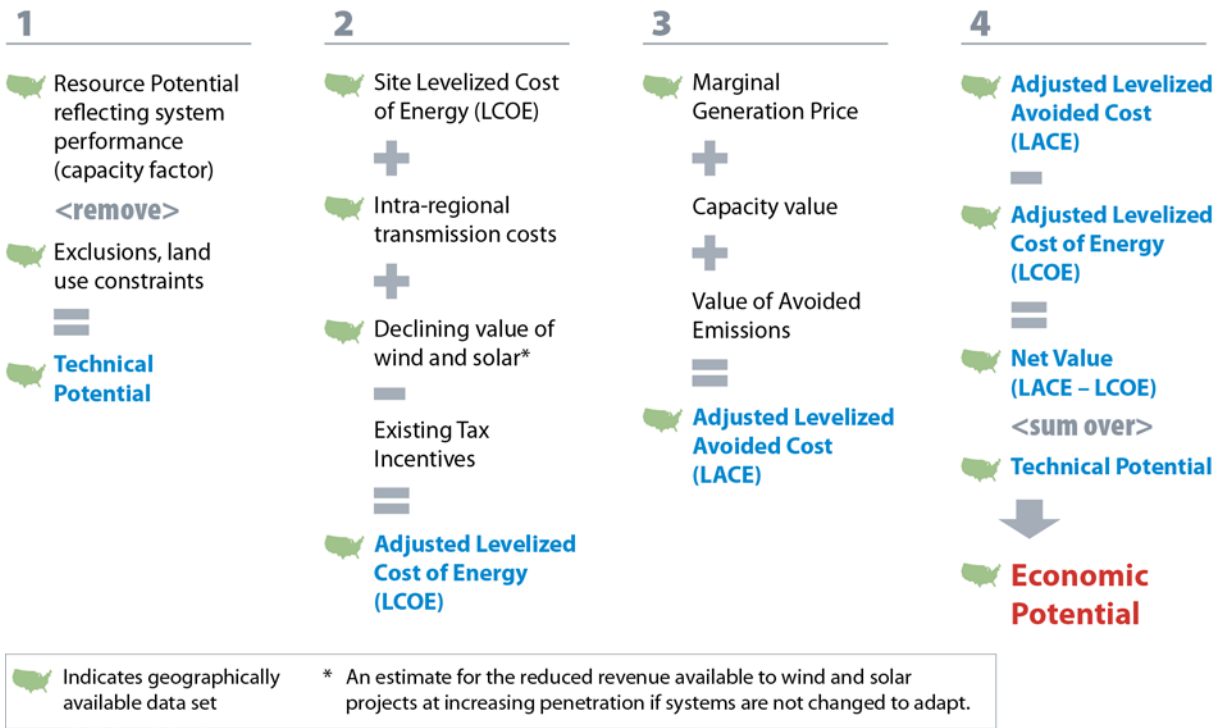 1
Resource Potential
reflecting system
performance
(capacity factor)
<remove>
Exclusions, land
use constraints
Technical
Potential
2
Site Levelized Cost
of Energy (LCOE)
Intra-regional
transmission costs
Declining value of
wind and solar*
Existing Tax
Incentives
Adjusted Levelized
Cost of Energy
(LCOE)
3
Marginal
Generation Price
Capacity value
Value of Avoided
Emissions
Adjusted Levelized
Avoided Cost
(LACE)
4
Adjusted Levelized
Avoided Cost
(LACE)
Adjusted Levelized
Cost of Energy
(LCOE)
Net Value
(LACE – LCOE)
<sum over>
Technical Potential
Economic
Potential
Indicates geographically
available data set
* An estimate for the reduced revenue available to wind and solar
projects at increasing penetration if systems are not changed to adapt.